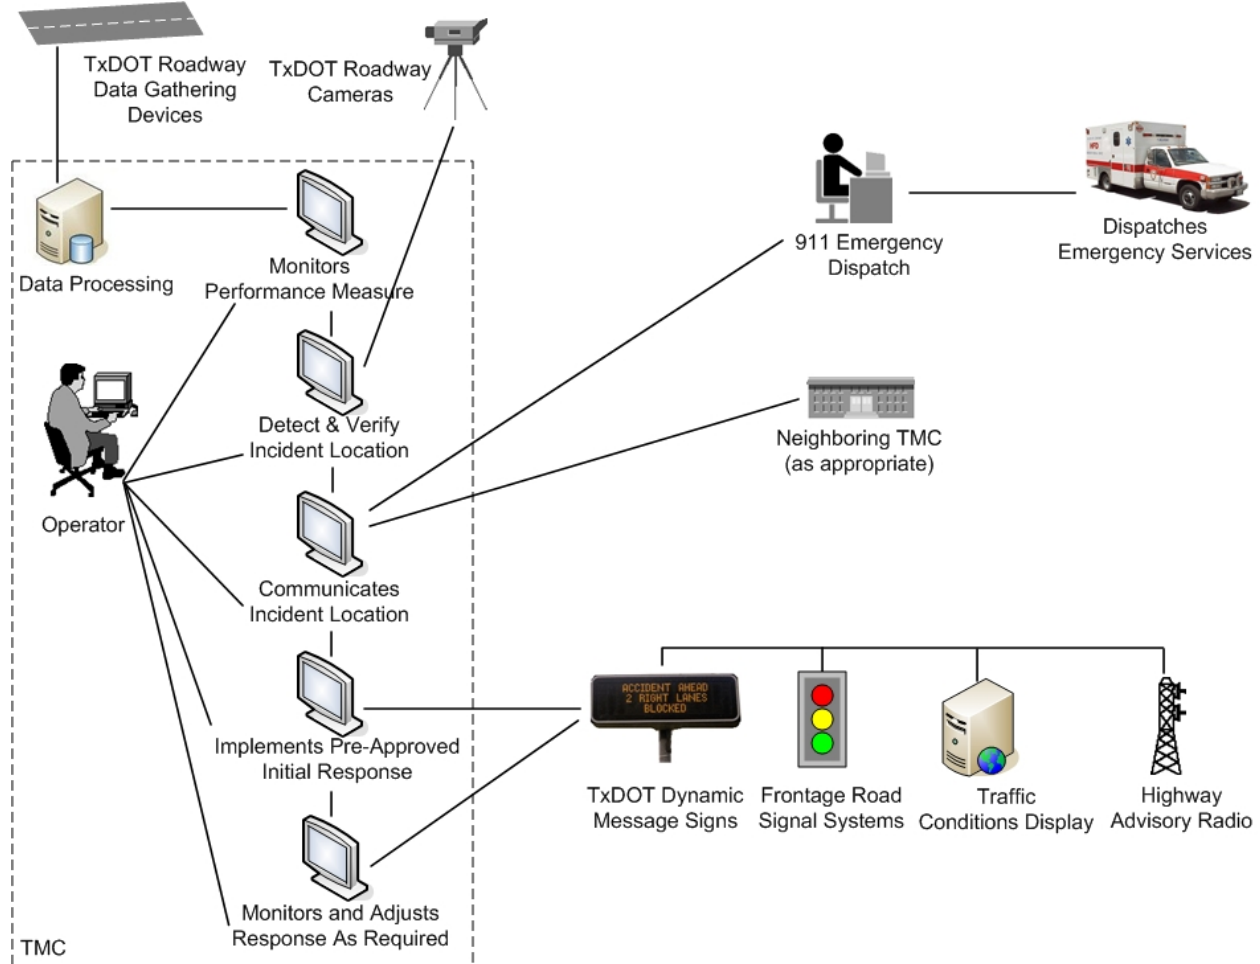 TxDOT Roadway
Data Gathering
Devices
TxDOT Roadway
Cameras
Data Processing
Monitors
Performance Measure
911 Emergency
Dispatch
Dispatches
Emergency Services
Operator
Detect & Verify
Incident Location
Neighboring TMC
(as appropriate)
Communicates
Incident Location
Implements Pre-Approved
Initial Response
ACCIDENT AHEAD
2 RIGHT LANES
BLOCKED
TxDOT Dynamic
Message Signs
Frontage Road
Signal Systems
Traffic
Conditions Display
Highway
Advisory Radio
Monitors and Adjusts
Response As Required
TMC